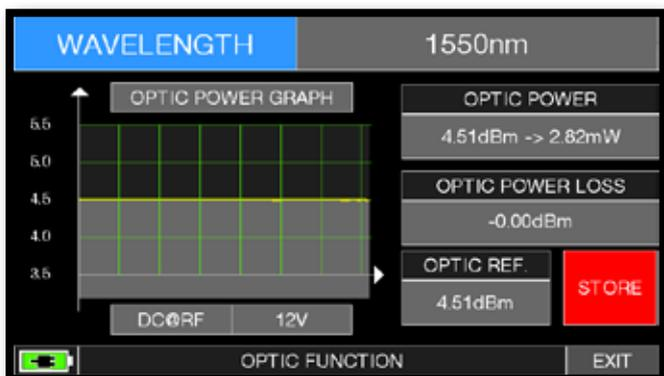 WAVELENGTH 1550nm
OPTIC POWER GRAPH
OPTIC POWER
5.5
5.0
4.5
4.0
3.5
4.51dBm -> 2.82mW
OPTIC POWER LOSS
-0.00dBm
OPTIC REF.
4.51dBm
STORE
DC@RF 12V
OPTIC FUNCTION
EXIT